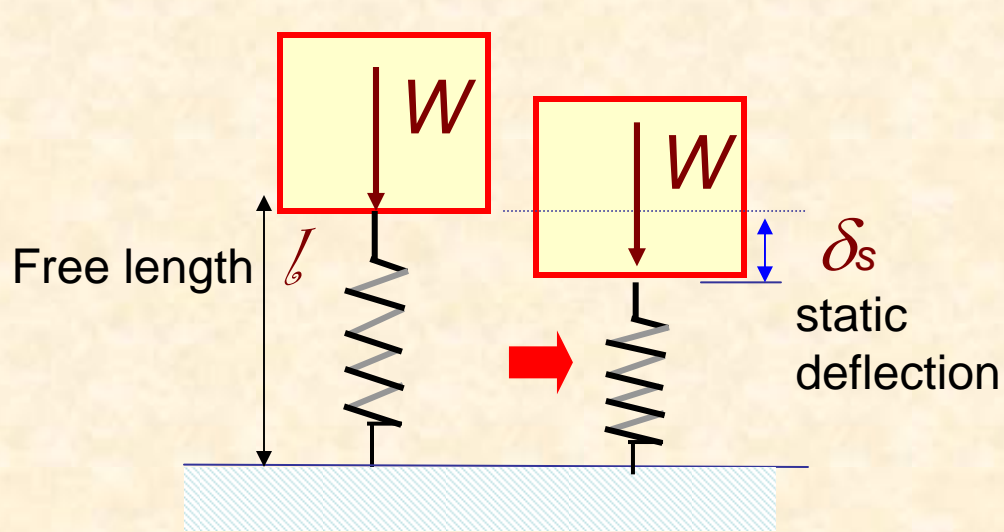 W
W
Free length l
δs
static
deflection